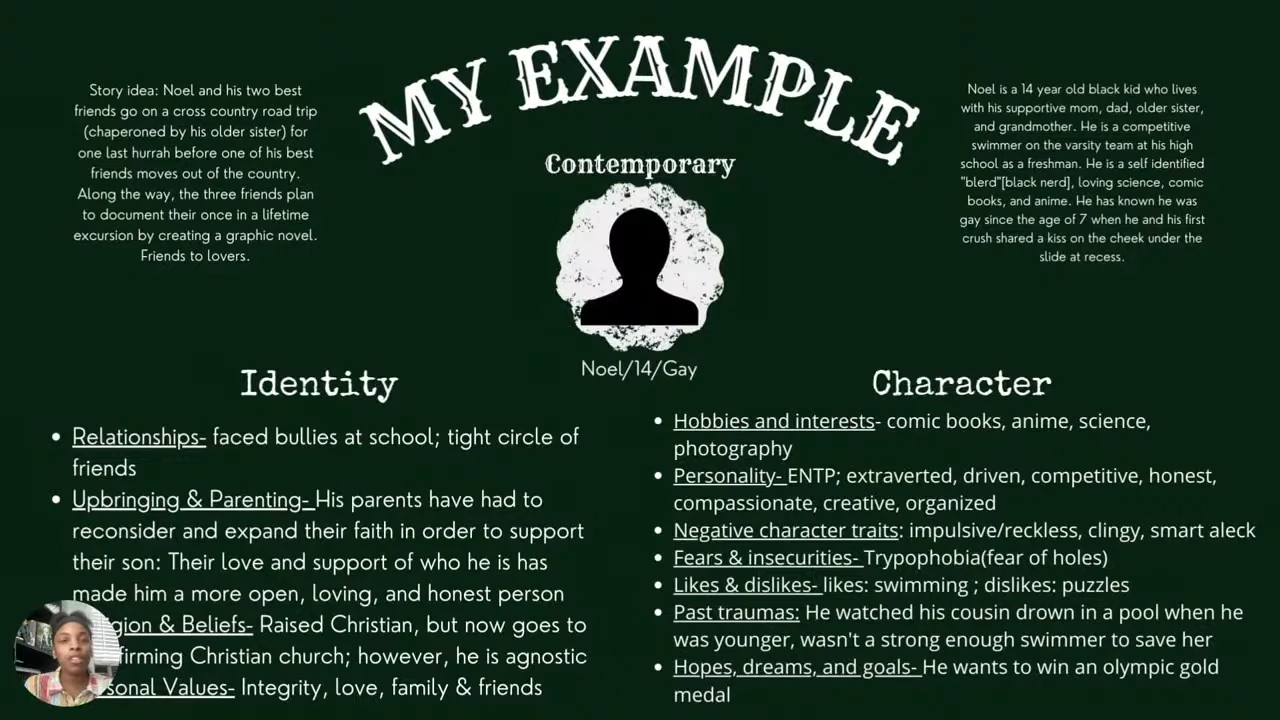 MY EXAMPLE
Story idea: Noel and his two best
friends go on a cross country road trip
(chaperoned by his older sister) for
one last hurrah before one of his best
friends moves out of the country.
Along the way, the three friends plan
to document their once in a lifetime
excursion by creating a graphic novel.
Friends to lovers.
Contemporary
Noel/14/Gay
Noel is a 14 year old black kid who lives
with his supportive mom, dad, older sister,
and grandmother. He is a competitive
swimmer on the varsity team at his high
school as a freshman. He is a self identified
"blerd"[black nerd], loving science, comic
books, and anime. He has known he was
gay since the age of 7 when he and his first
crush shared a kiss on the cheek under the
slide at recess.
Identity
• Relationships- faced bullies at school; tight circle of
friends
• Upbringing & Parenting- His parents have had to
reconsider and expand their faith in order to support
their son: Their love and support of who he is has
made him a more open, loving, and honest person
& Beliefs- Raised Christian, but now goes to
Christian church; however, he is agnostic
Values- Integrity, love, family & friends
Character
• Hobbies and interests- comic books, anime, science,
photography
• Personality- ENTP; extraverted, driven, competitive, honest,
compassionate, creative, organized
• Negative character traits: impulsive/reckless, clingy, smart aleck
• Fears & insecurities- Trypophobia(fear of holes)
• Likes & dislikes- likes: swimming ; dislikes: puzzles
• Past traumas: He watched his cousin drown in a pool when he
was younger, wasn't a strong enough swimmer to save her
• Hopes, dreams, and goals- He wants to win an olympic gold
medal